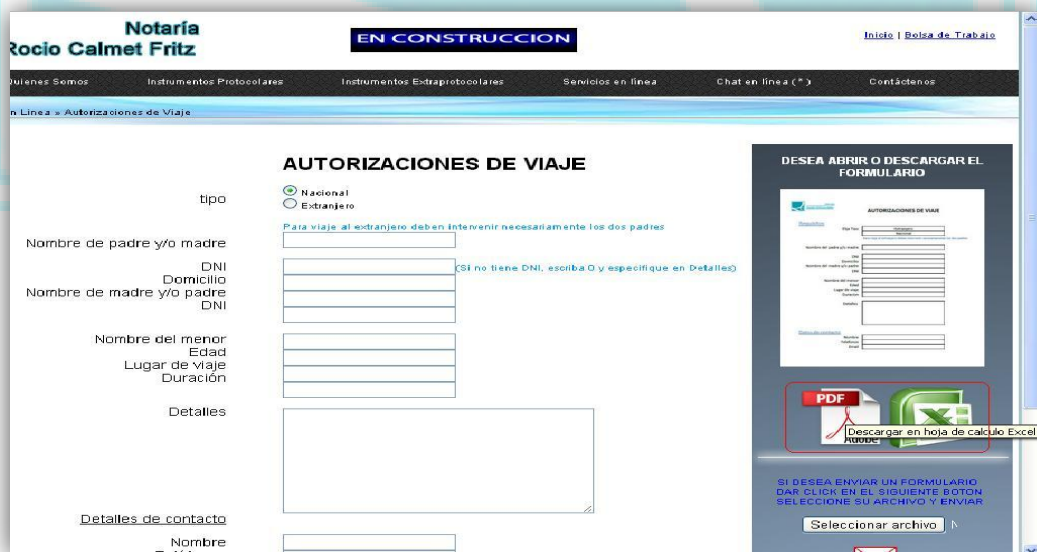 Notaría
Rocio Calmet Fritz
EN CONSTRUCCION
Inicio | Bolsa de Trabajo
Quienes Somos
Instrumentos Protocolares
Instrumentos Extraprotocolares
Servicios en linea
Chat en linea (*)
Contáctenos
n Linea » Autorizaciones de Viaje
AUTORIZACIONES DE VIAJE
tipo
Nacional
Extranjero
Para viaje al extranjero deben intervenir necesariamente los dos padres
Nombre de padre y/o madre
DNI
(Si no tiene DNI, escriba 0 y especifique en Detalles)
Domicilio
Nombre de madre y/o padre
DNI
Nombre del menor
Edad
Lugar de viaje
Duración
Detalles
Detalles de contacto
Nombre
DESEA ABRIR O DESCARGAR EL
FORMULARIO
AUTORIZACIONES DE VIAJE
PDF
Adobe
Descargar en hoja de calculo Excel
SI DESEA ENVIAR UN FORMULARIO
DAR CLICK EN EL SIGUIENTE BOTON
SELECCIONE SU ARCHIVO Y ENVIAR
Seleccionar archivo